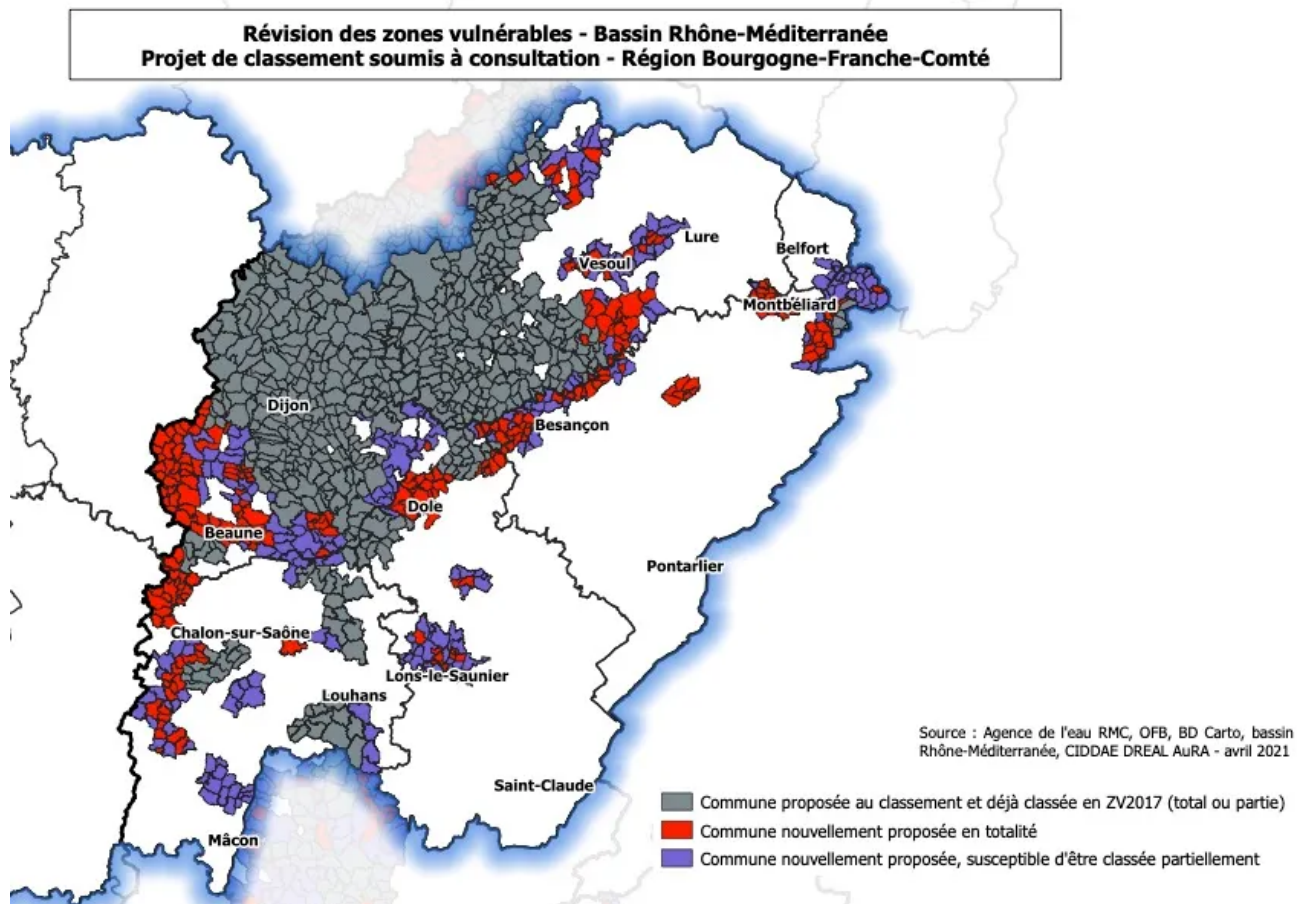 Révision des zones vulnérables - Bassin Rhône-Méditerranée
Projet de classement soumis à consultation - Région Bourgogne-Franche-Comté
Lure
Belfort
Vesoul
Montbéliard
Dijon
Besançon
Dole
Beaune
Pontarlier
Chalon-sur-Saône
Lons-le-Saunier
Louhans
Source : Agence de l'eau RMC, OFB, BD Carto, bassin
Rhône-Méditerranée, CIDDAE DREAL AuRA - avril 2021
Saint-Claude
Commune proposée au classement et déjà classée en ZV2017 (total ou partie)
Commune nouvellement proposée en totalité
Mâcon
Commune nouvellement proposée, susceptible d'être classée partiellement